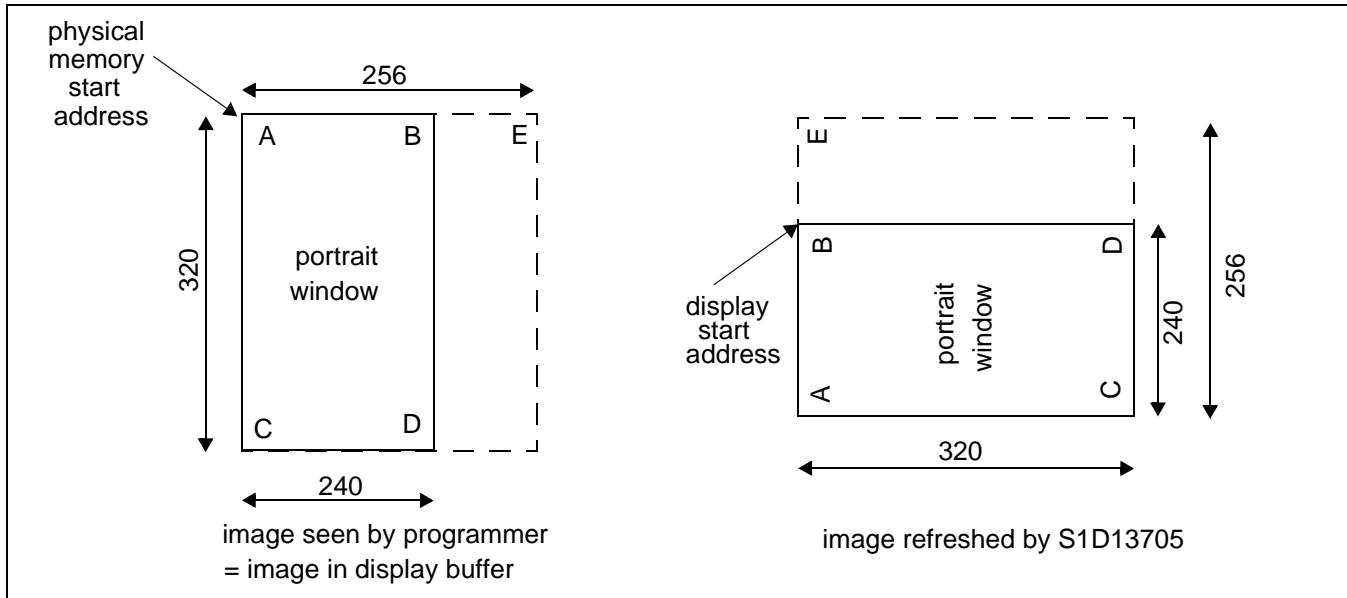 physical
memory
start
address
256
A
B
E
320
portrait
window
C
D
240
image seen by programmer
= image in display buffer
E
B
D
display
start
address
portrait
window
A
C
240
256
320
image refreshed by S1D13705